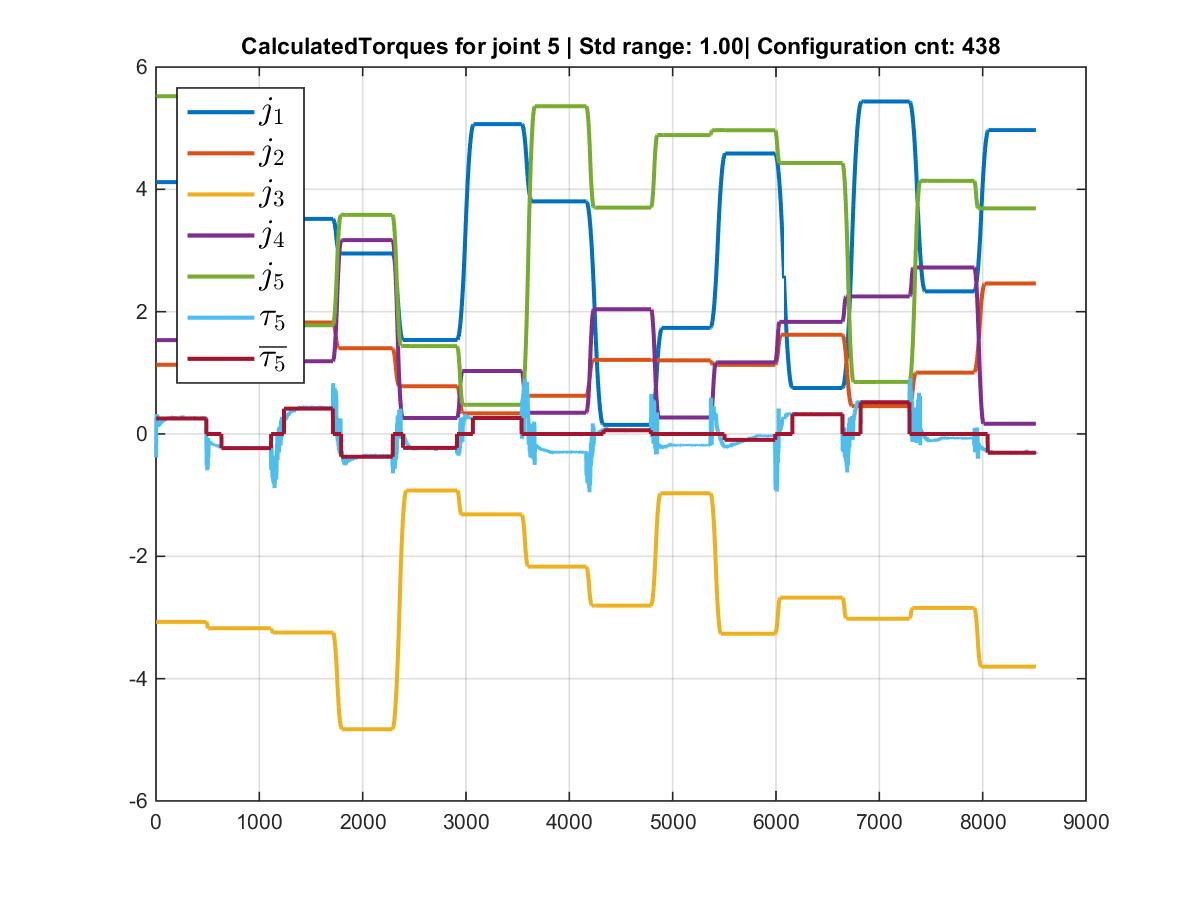 CalculatedTorques for joint 5 | Std range: 1.00| Configuration cnt: 438
6
4
2
0
-2
-4
-6
j₁
j₂
j₃
j₄
j₅
τ₅
τ̅₅
0 1000 2000 3000 4000 5000 6000 7000 8000 9000